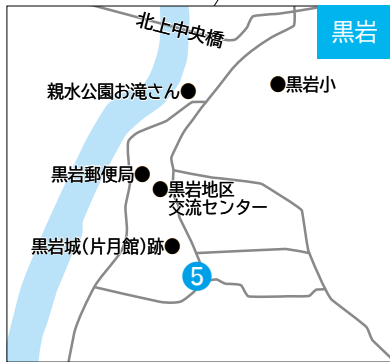 北上中央橋
黒岩
親水公園お滝さん
黒岩小
黒岩郵便局
黒岩地区
交流センター
黒岩城(片月館)跡
5